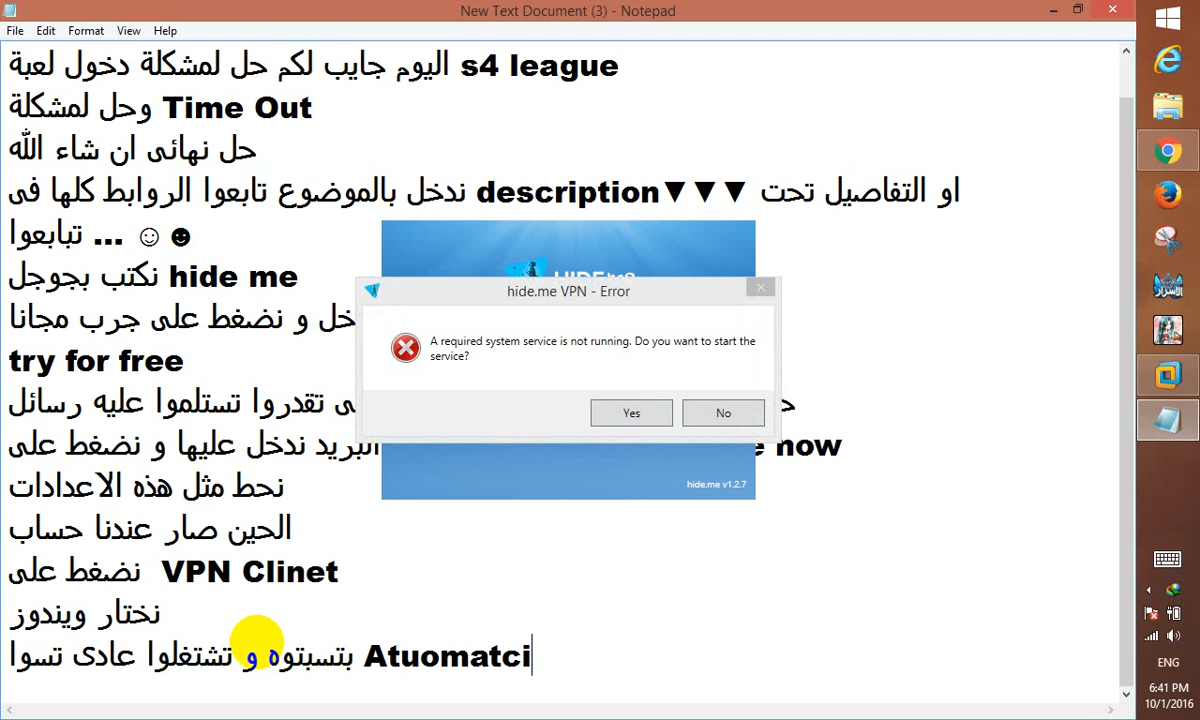 New Text Document (3) - Notepad
File Edit Format View Help
اليوم جايب لكم حل لمشكلة دخول لعبة s4 league
وحل لمشكلة Time Out
حل نهائى ان شاء الله
ندخل بالموضوع تابعوا الروابط كلها فى description▼▼▼ او التفاصيل تحت
تبابعوا ... ☺☻
نكتب بجوجل hide me
و نضغط على جرب مجانا
try for free
تقدروا تستلموا عليه رسائل
البريد ندخل عليها و نضغط على now
نحط مثل هذه الاعدادات
الحين صار عندنا حساب
نضغط على VPN Clinet
نختار ويندوز
بتسبتوه و تشتغلوا عادى تسوا Atuomatci
HIDEme
hide.me VPN - Error
A required system service is not running. Do you want to start the
service?
Yes No
hide.me v1.2.7
الأسرار
ENG
6:41 PM
10/1/2016